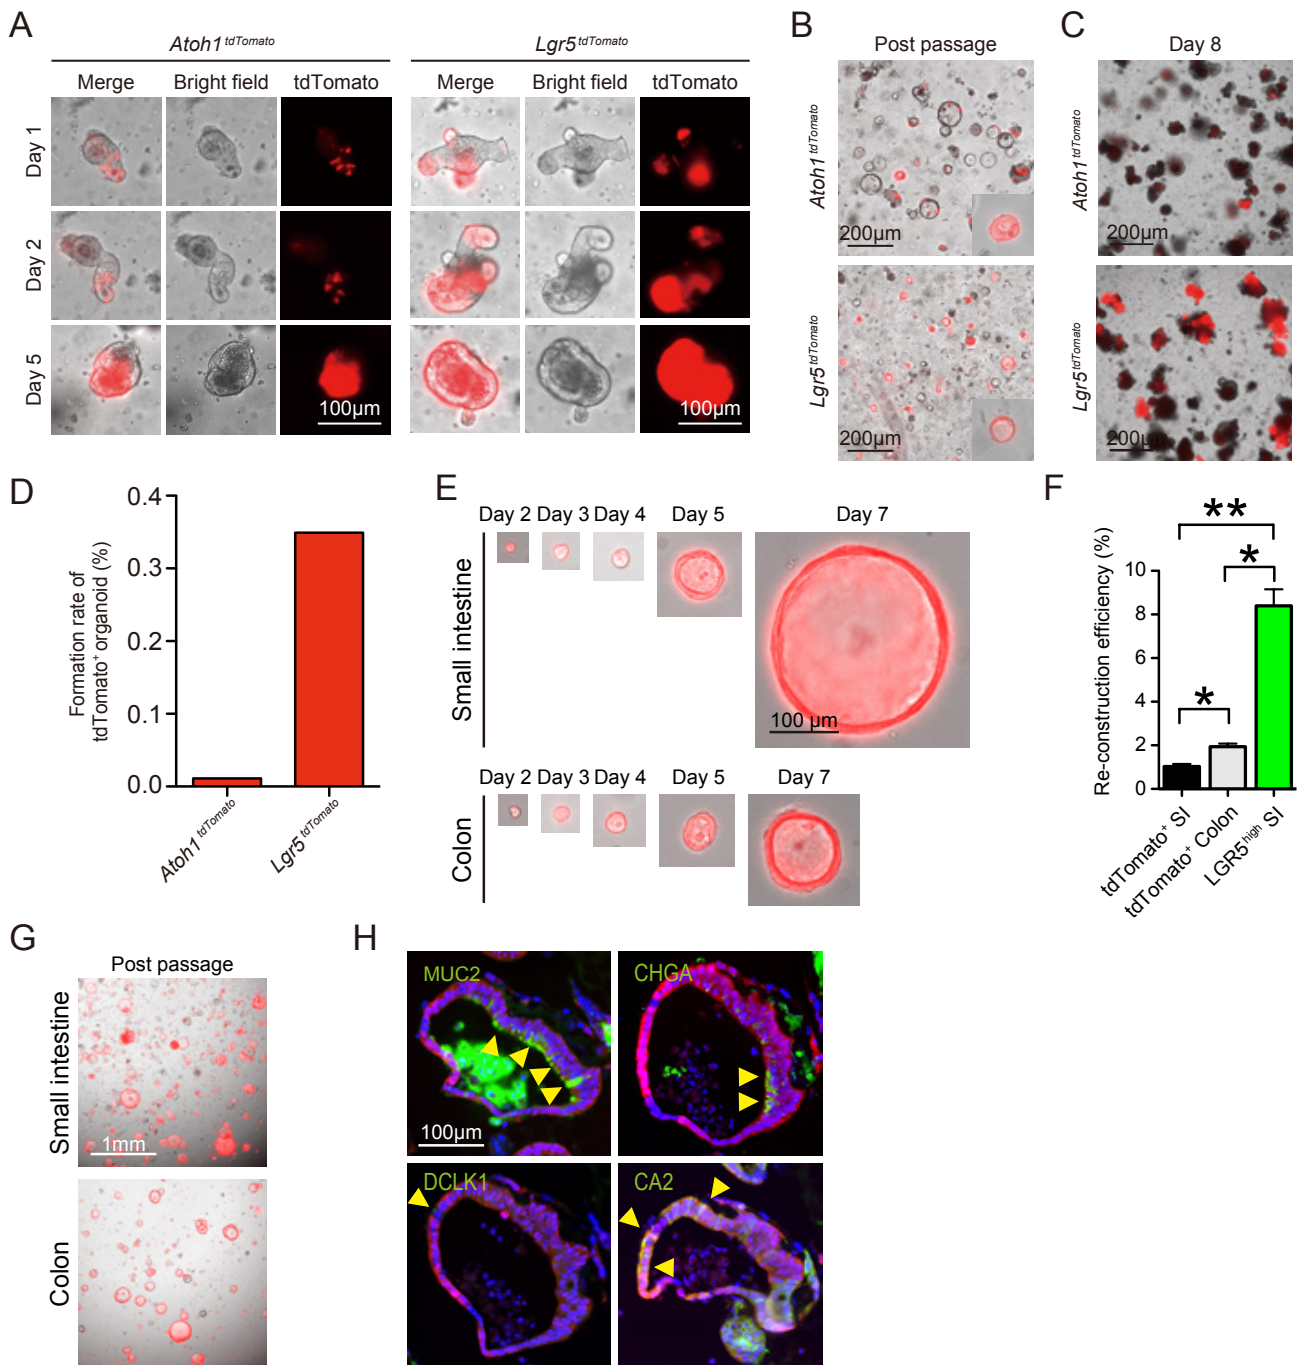 A
Atoh1 tdTomato
Lgr5 tdTomato
Merge
Bright field
tdTomato
Merge
Bright field
tdTomato
Day 1
Day 2
Day 5
100μm
100μm
B
Post passage
Atoh1 tdTomato
200μm
Lgr5 tdTomato
200μm
C
Day 8
Atoh1 tdTomato
200μm
Lgr5 tdTomato
200μm
D
Formation rate of
tdTomato+ organoid (%)
0.4
0.3
0.2
0.1
0.0
Atoh1 tdTomato
Lgr5 tdTomato
E
Day 2
Day 3
Day 4
Day 5
Day 7
Small intestine
100 μm
Day 2
Day 3
Day 4
Day 5
Day 7
Colon
F
Re-construction efficiency (%)
**
*
*
10
8
6
4
2
0
tdTomato+ SI
tdTomato+ Colon
LGR5high SI
G
Post passage
Small intestine
1mm
Colon
H
MUC2
CHGA
100μm
DCLK1
CA2